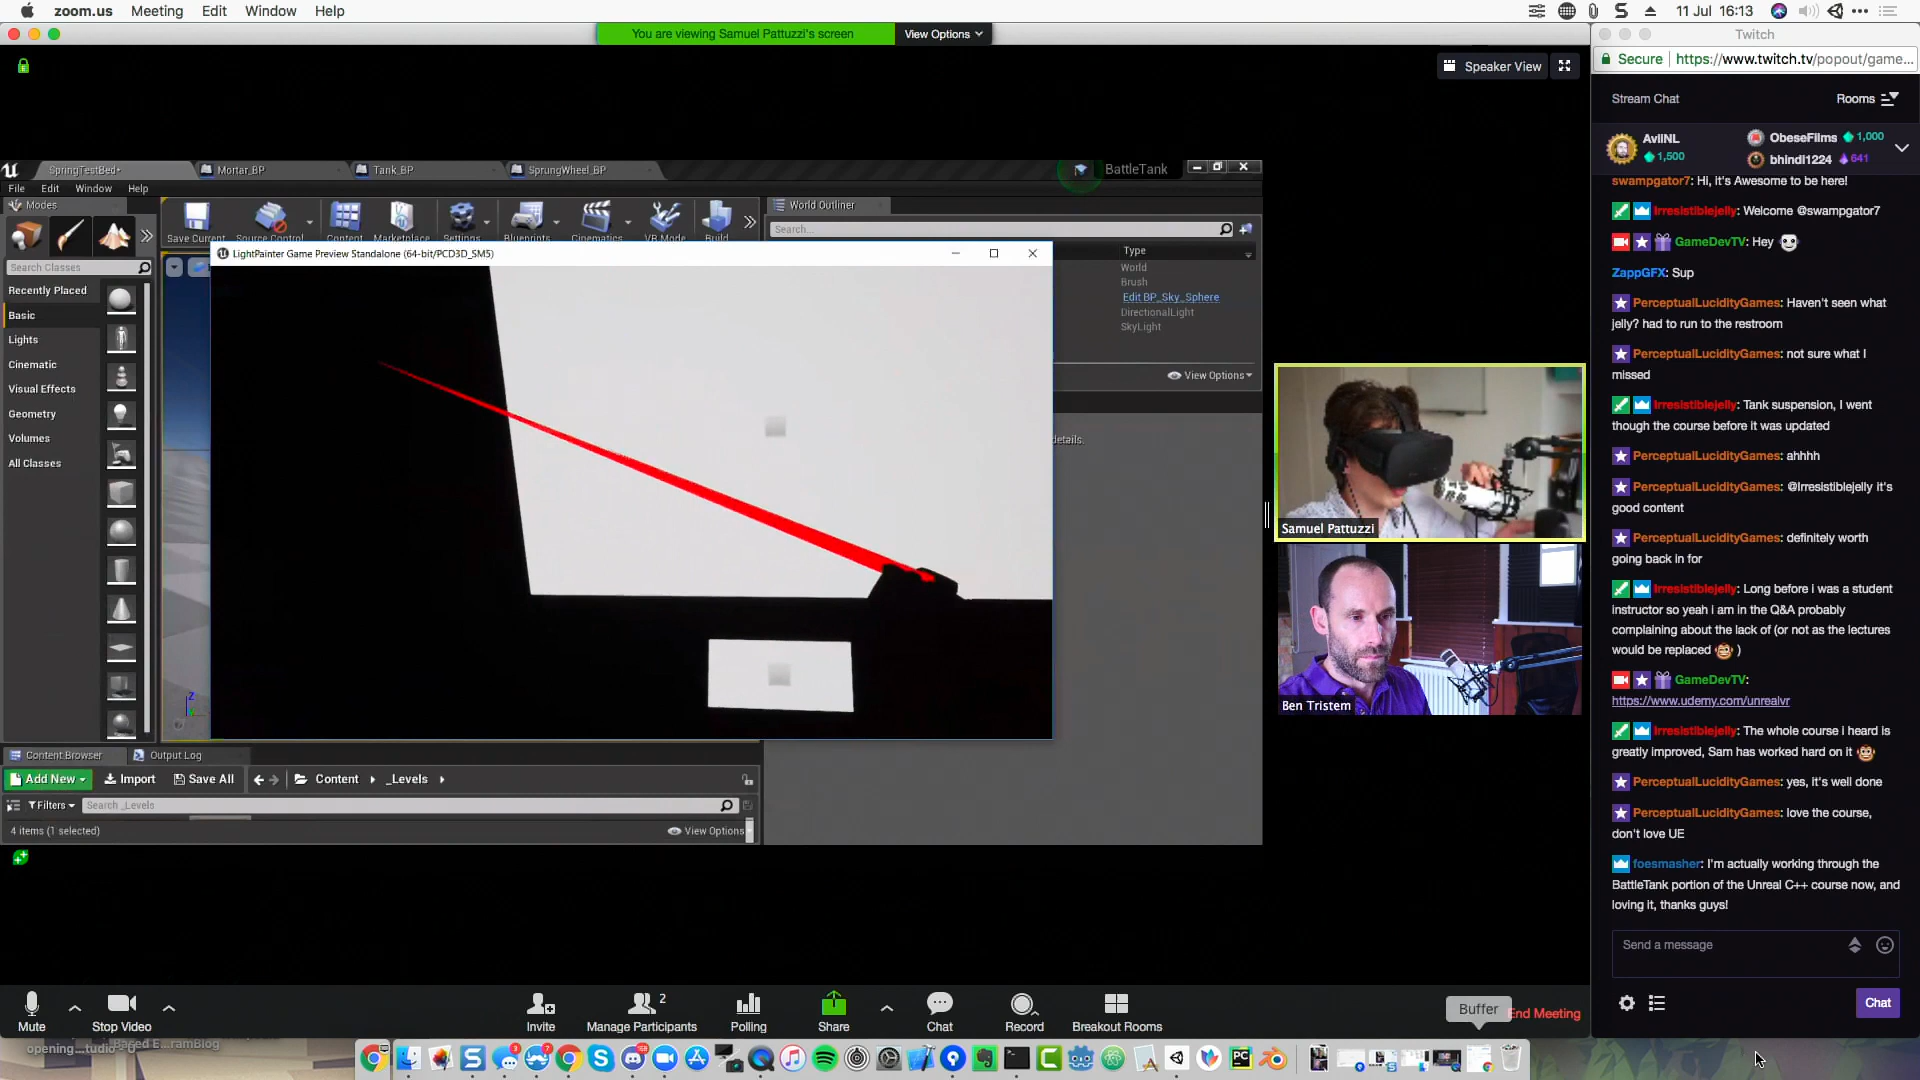 zoom.us Meeting Edit Window Help
11 Jul 16:13
You are viewing Samuel Pattuzzi's screen View Options
Twitch
Secure https://www.twitch.tv/popout/game...
Speaker View
Stream Chat Rooms
AvliNL 1,500
ObeseFilms 1,000
bhindi1224 641
SpringTestBed• Mortar_BP Tank_BP SprungWheel_BP BattleTank
File Edit Window Help
Modes
World Outliner
Save Current Source Control Content Marketplace Settings Blueprints Cinematics VR Mode Build
Search...
LightPainter Game Preview Standalone (64-bit/PCD3D_SM5)
Search Classes
Type
World
Brush
Edit BP_Sky_Sphere
DirectionalLight
SkyLight
View Options
details.
Recently Placed
Basic
Lights
Cinematic
Visual Effects
Geometry
Volumes
All Classes
Z
Samuel Pattuzzi
Ben Tristem
Content Browser Output Log
Add New Import Save All Content _Levels
Filters Search _Levels
4 items (1 selected) View Options
swampgator7: Hi, it's Awesome to be here!
Irresistiblejelly: Welcome @swampgator7
GameDevTV: Hey
ZappGFX: Sup
PerceptualLucidityGames: Haven't seen what
jelly? had to run to the restroom
PerceptualLucidityGames: not sure what I
missed
Irresistiblejelly: Tank suspension, I went
though the course before it was updated
PerceptualLucidityGames: ahhhh
PerceptualLucidityGames: @Irresistiblejelly it's
good content
PerceptualLucidityGames: definitely worth
going back in for
Irresistiblejelly: Long before i was a student
instructor so yeah i am in the Q&A probably
complaining about the lack of (or not as the lectures
would be replaced )
GameDevTV:
https://www.udemy.com/unrealvr
Irresistiblejelly: The whole course i heard is
greatly improved, Sam has worked hard on it
PerceptualLucidityGames: yes, it's well done
PerceptualLucidityGames: love the course,
don't love UE
foesmasher: I'm actually working through the
BattleTank portion of the Unreal C++ course now, and
loving it, thanks guys!
Send a message
Chat
Mute Stop Video Invite Manage Participants 2 Polling Share Chat Record Breakout Rooms Buffer End Meeting
opening...tudio - U
Based E...ramBlog